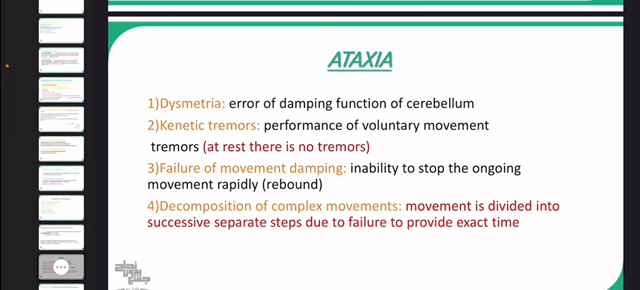 ATAXIA
1)Dysmetria: error of damping function of cerebellum
2)Kenetic tremors: performance of voluntary movement
tremors (at rest there is no tremors)
3)Failure of movement damping: inability to stop the ongoing
movement rapidly (rebound)
4)Decomposition of complex movements: movement is divided into
successive separate steps due to failure to provide exact time